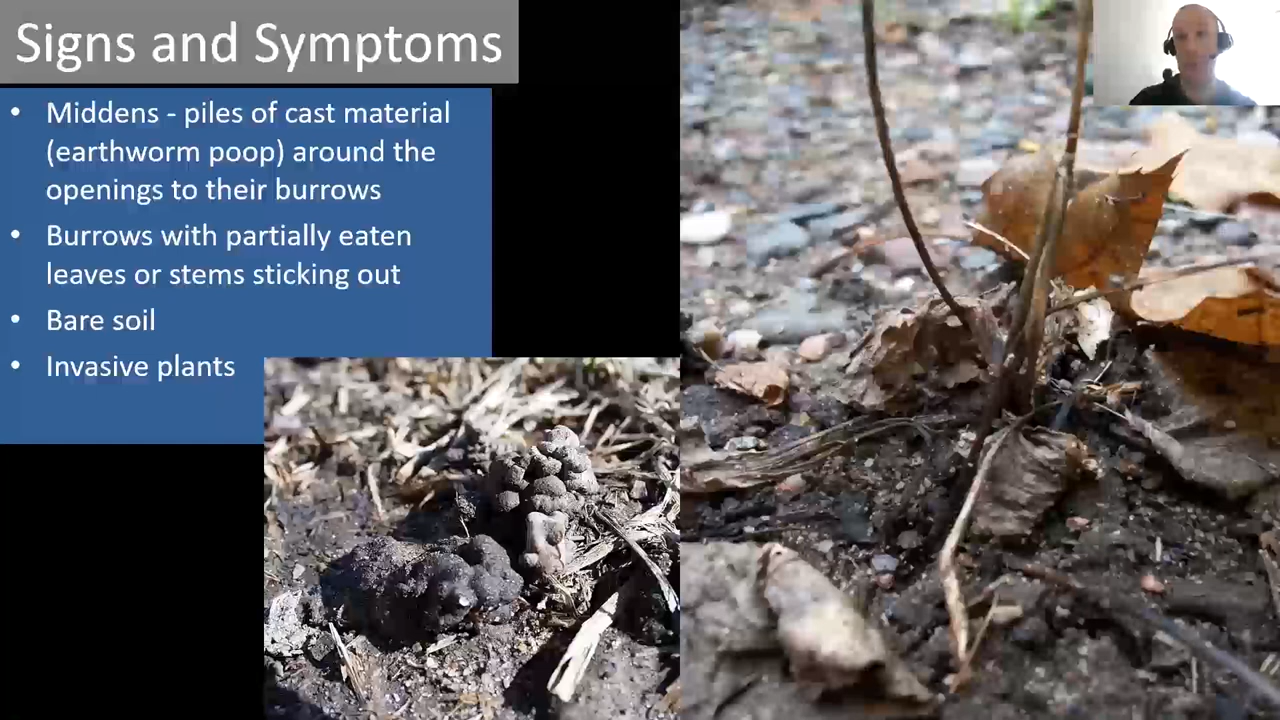 Signs and Symptoms
• Middens - piles of cast material
(earthworm poop) around the
openings to their burrows
• Burrows with partially eaten
leaves or stems sticking out
• Bare soil
• Invasive plants